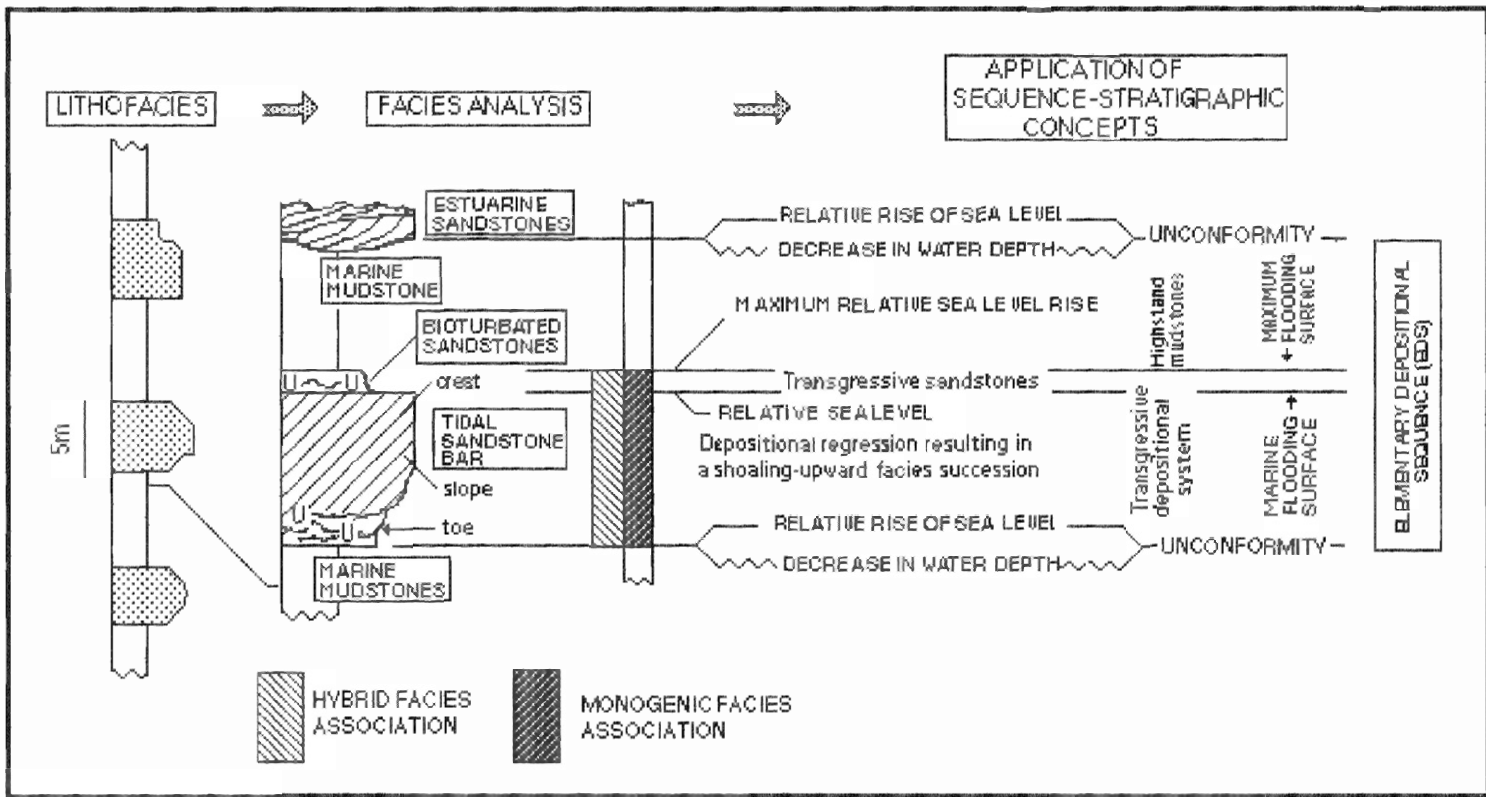 LITHOFACIES
FACIES ANALYSIS
APPLICATION OF
SEQUENCE-STRATIGRAPHIC
CONCEPTS
ESTUARINE
SANDSTONES
MARINE
MUDSTONE
BIOTURBATED
SANDSTONES
crest
TIDAL
SANDSTONE
BAR
slope
toe
MARINE
MUDSTONES
5m
U
U
U
U
RELATIVE RISE OF SEA LEVEL
DECREASE IN WATER DEPTH
UNCONFORMITY
MAXIMUM RELATIVE SEA LEVEL RISE
Transgressive sandstones
RELATIVE SEA LEVEL
Depositional regression resulting in
a shoaling-upward facies succession
RELATIVE RISE OF SEA LEVEL
DECREASE IN WATER DEPTH
UNCONFORMITY
Highstand
mudstones
MAXIMUM
FLOODING
SURFACE
Transgressive
depositional
system
MARINE
FLOODING
SURFACE
ELEMENTARY DEPOSITIONAL
SEQUENCE (EDS)
HYBRID FACIES
ASSOCIATION
MONOGENIC FACIES
ASSOCIATION